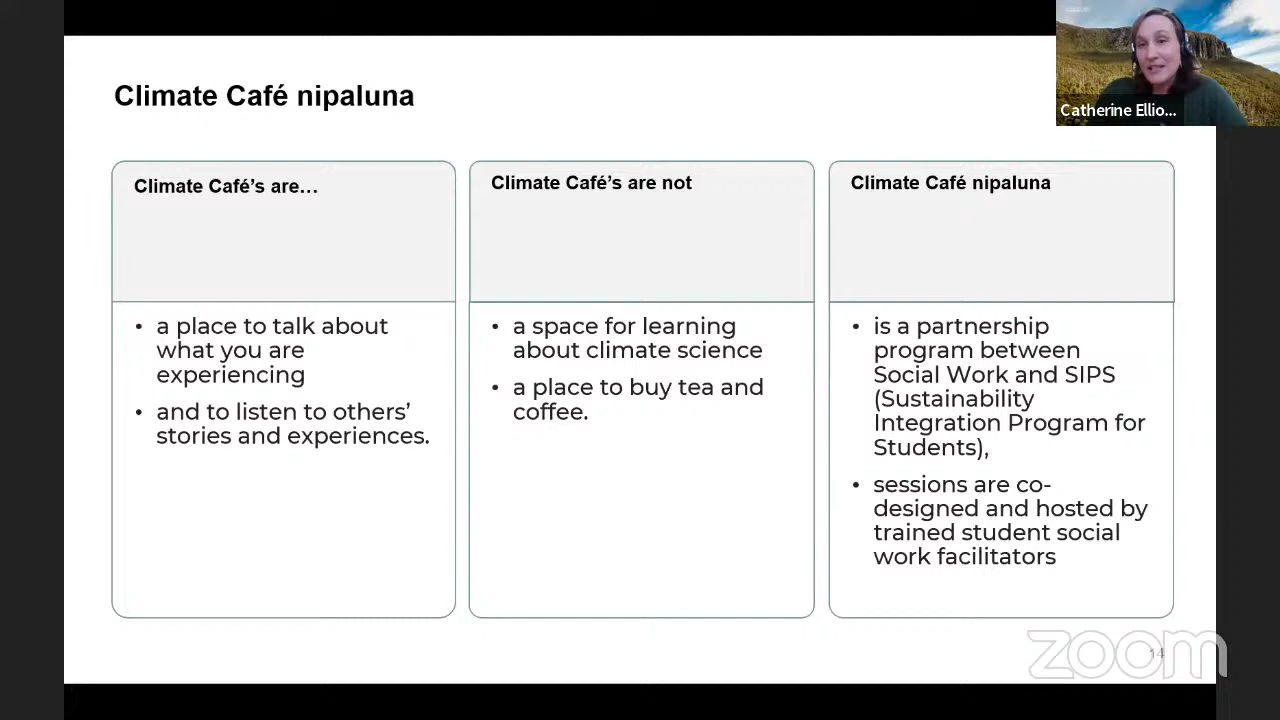 Climate Café nipaluna
Catherine Ellio...
Climate Café's are…
a place to talk about
what you are
experiencing
and to listen to others’
stories and experiences.
Climate Café's are not
a space for learning
about climate science
a place to buy tea and
coffee.
Climate Café nipaluna
is a partnership
program between
Social Work and SIPS
(Sustainability
Integration Program for
Students),
sessions are co-
designed and hosted by
trained student social
work facilitators
14
zoom